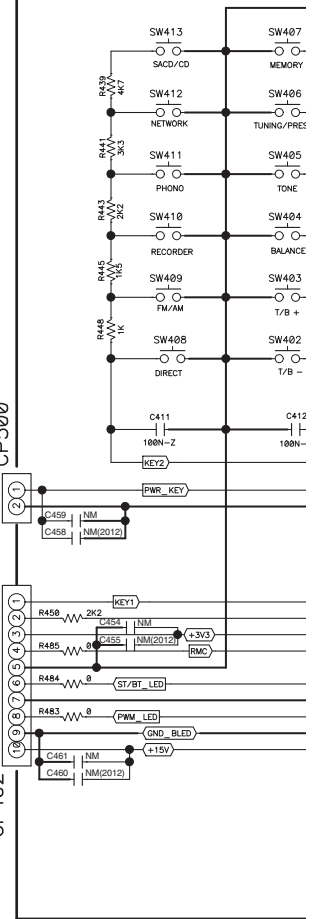 SW413
SW407
R439
4K7
SACD/CD
MEMORY
SW412
SW406
NETWORK
TUNING/PRES
R441
3K3
SW411
SW405
PHONO
TONE
R443
2K2
SW410
SW404
RECORDER
BALANCE
R445
1K5
SW409
SW403
FM/AM
T/B +
R448
1K
SW408
SW402
DIRECT
T/B -
C411
C412
100N-Z
100N-
KEY2
CP500
1
PWR_KEY
2
C459
NM
C458
NM(2012)
1
KEY1
2
R450
2K2
C454
NM
3
+3V3
C455
NM(2012)
4
R485
0
RMC
5
6
R484
0
ST/BT_LED
7
8
R483
0
PWM_LED
9
GND_BLED
10
+15V
C461
NM
C460
NM(2012)